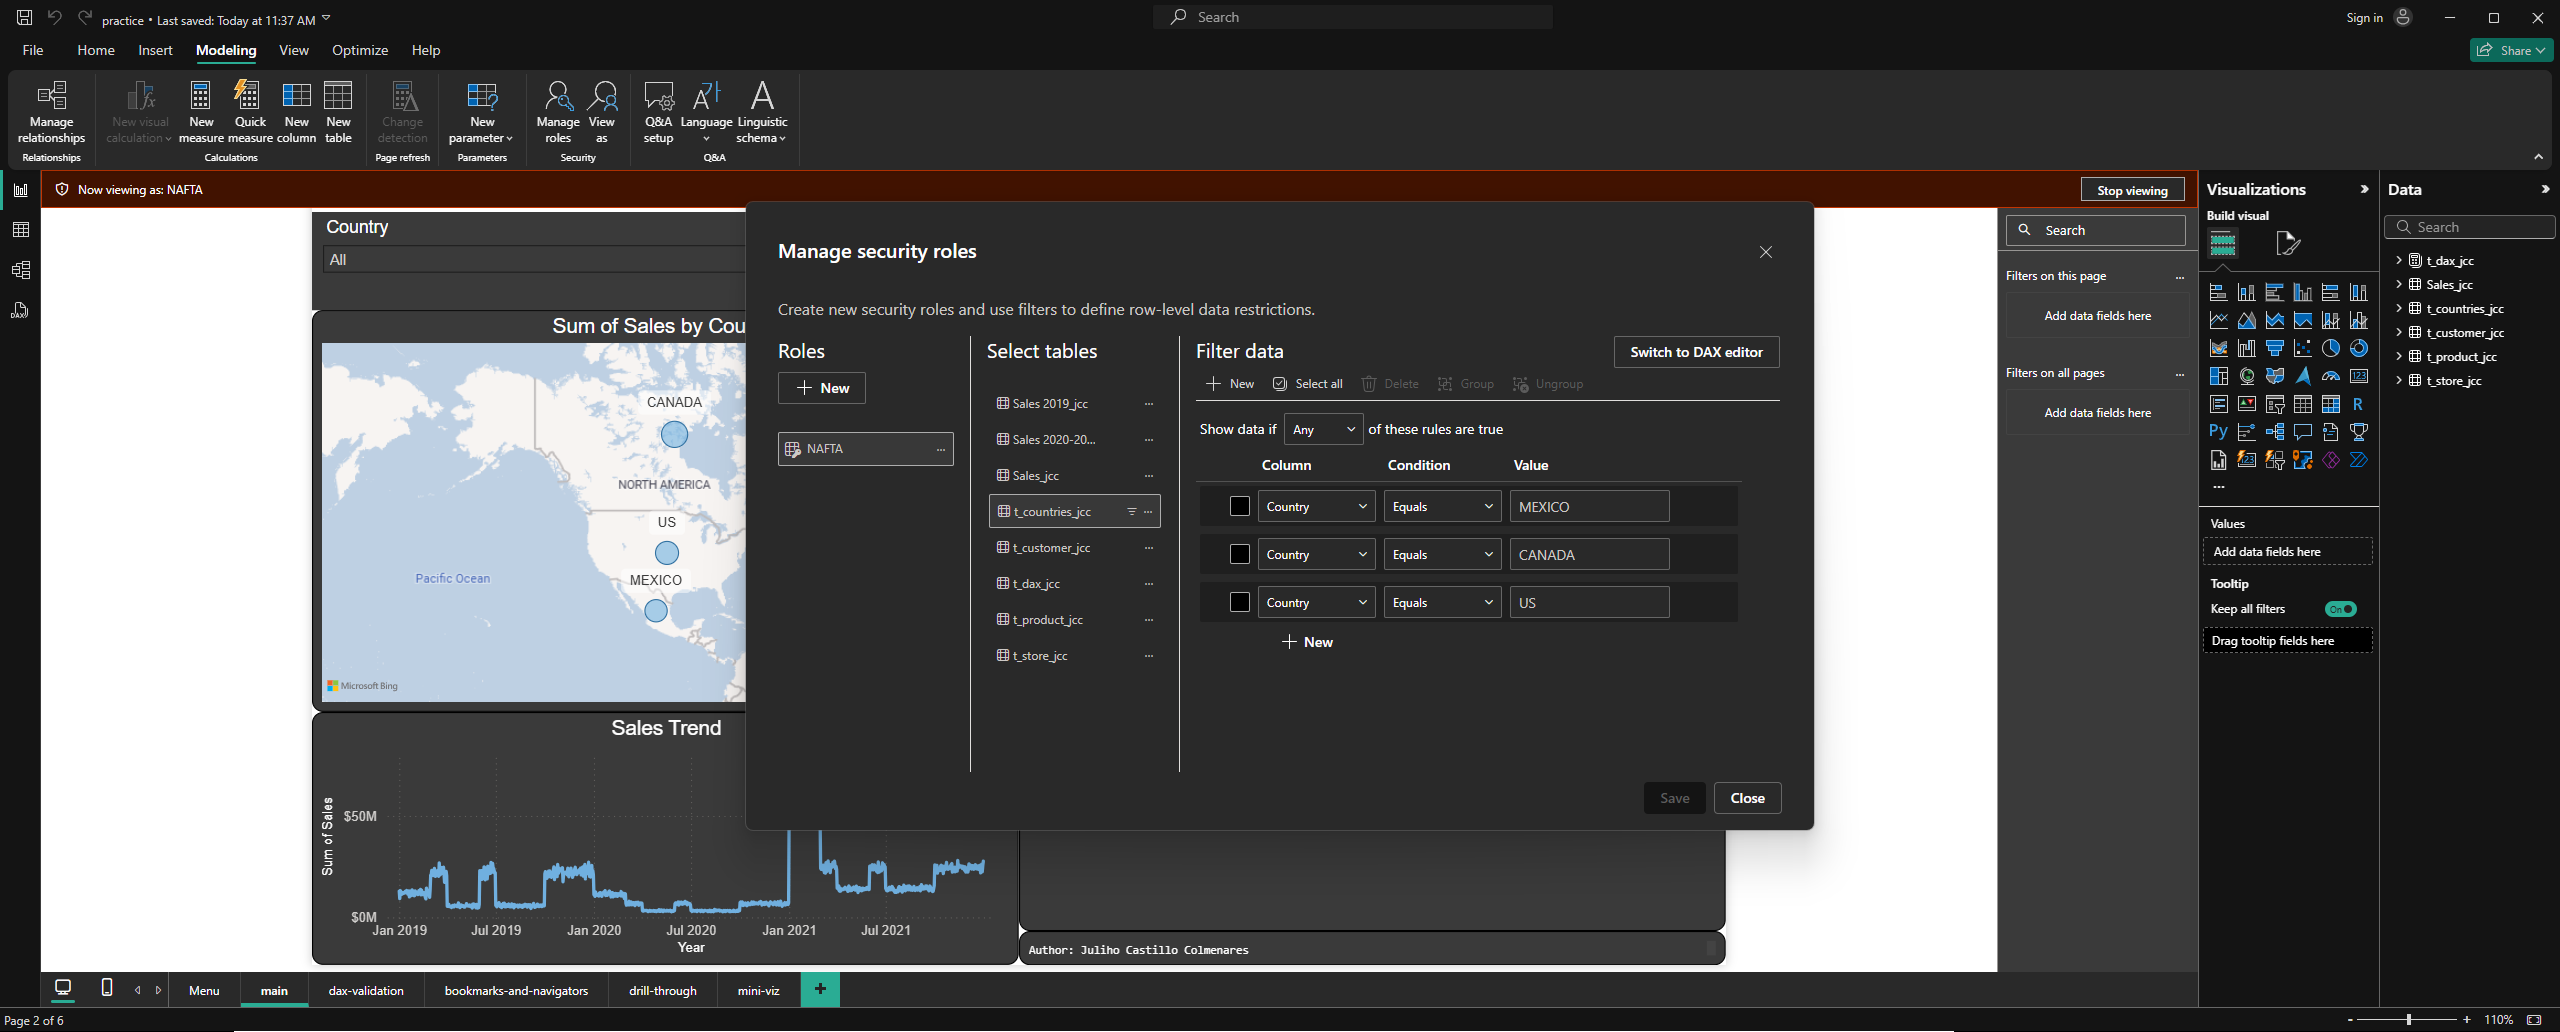 practice • Last saved: Today at 11:37 AM
Search
Sign in
File
Home
Insert
Modeling
View
Optimize
Help
Share
Manage relationships
New visual calculation
New measure
Quick measure
New column
New table
Change detection
New parameter
Manage roles
View as
Q&A setup
Language
Linguistic schema
Relationships
Calculations
Page refresh
Parameters
Security
Q&A
Now viewing as: NAFTA
Stop viewing
Country
All
Sum of Sales by Cou
CANADA
NORTH AMERICA
US
MEXICO
Pacific Ocean
Microsoft Bing
Sales Trend
Sum of Sales
$50M
$0M
Jan 2019
Jul 2019
Jan 2020
Jul 2020
Jan 2021
Jul 2021
Year
Manage security roles
Create new security roles and use filters to define row-level data restrictions.
Roles
New
NAFTA
Select tables
Sales 2019_jcc
Sales 2020-20...
Sales_jcc
t_countries_jcc
t_customer_jcc
t_dax_jcc
t_product_jcc
t_store_jcc
Filter data
Switch to DAX editor
New
Select all
Delete
Group
Ungroup
Show data if Any of these rules are true
Column
Condition
Value
Country Equals MEXICO
Country Equals CANADA
Country Equals US
New
Save
Close
Author: Juliho Castillo Colmenares
Search
Filters on this page
Add data fields here
Filters on all pages
Add data fields here
Visualizations
Build visual
123
R
Py
123
Values
Add data fields here
Tooltip
Keep all filters
On
Drag tooltip fields here
Data
Search
t_dax_jcc
Sales_jcc
t_countries_jcc
t_customer_jcc
t_product_jcc
t_store_jcc
DAX
Menu
main
dax-validation
bookmarks-and-navigators
drill-through
mini-viz
Page 2 of 6
110%